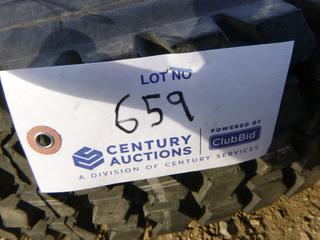 LOT NO
659
CENTURY
AUCTIONS
POWERED BY
ClubBid
A DIVISION OF CENTURY SERVICES